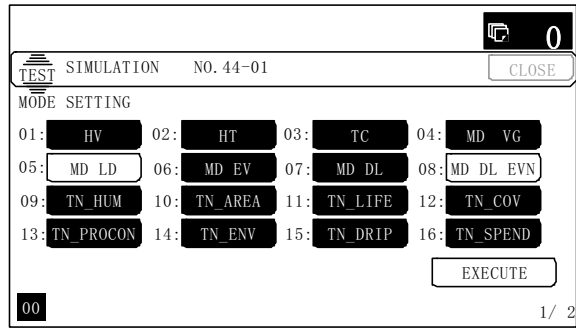 0
TEST SIMULATION NO. 44-01 CLOSE
MODE SETTING
01: HV 02: HT 03: TC 04: MD VG
05: MD LD 06: MD EV 07: MD DL 08: MD DL EVN
09: TN_HUM 10: TN_AREA 11: TN_LIFE 12: TN_COV
13: TN_PROCON 14: TN_ENV 15: TN_DRIP 16: TN_SPEND
EXECUTE
00 1/ 2